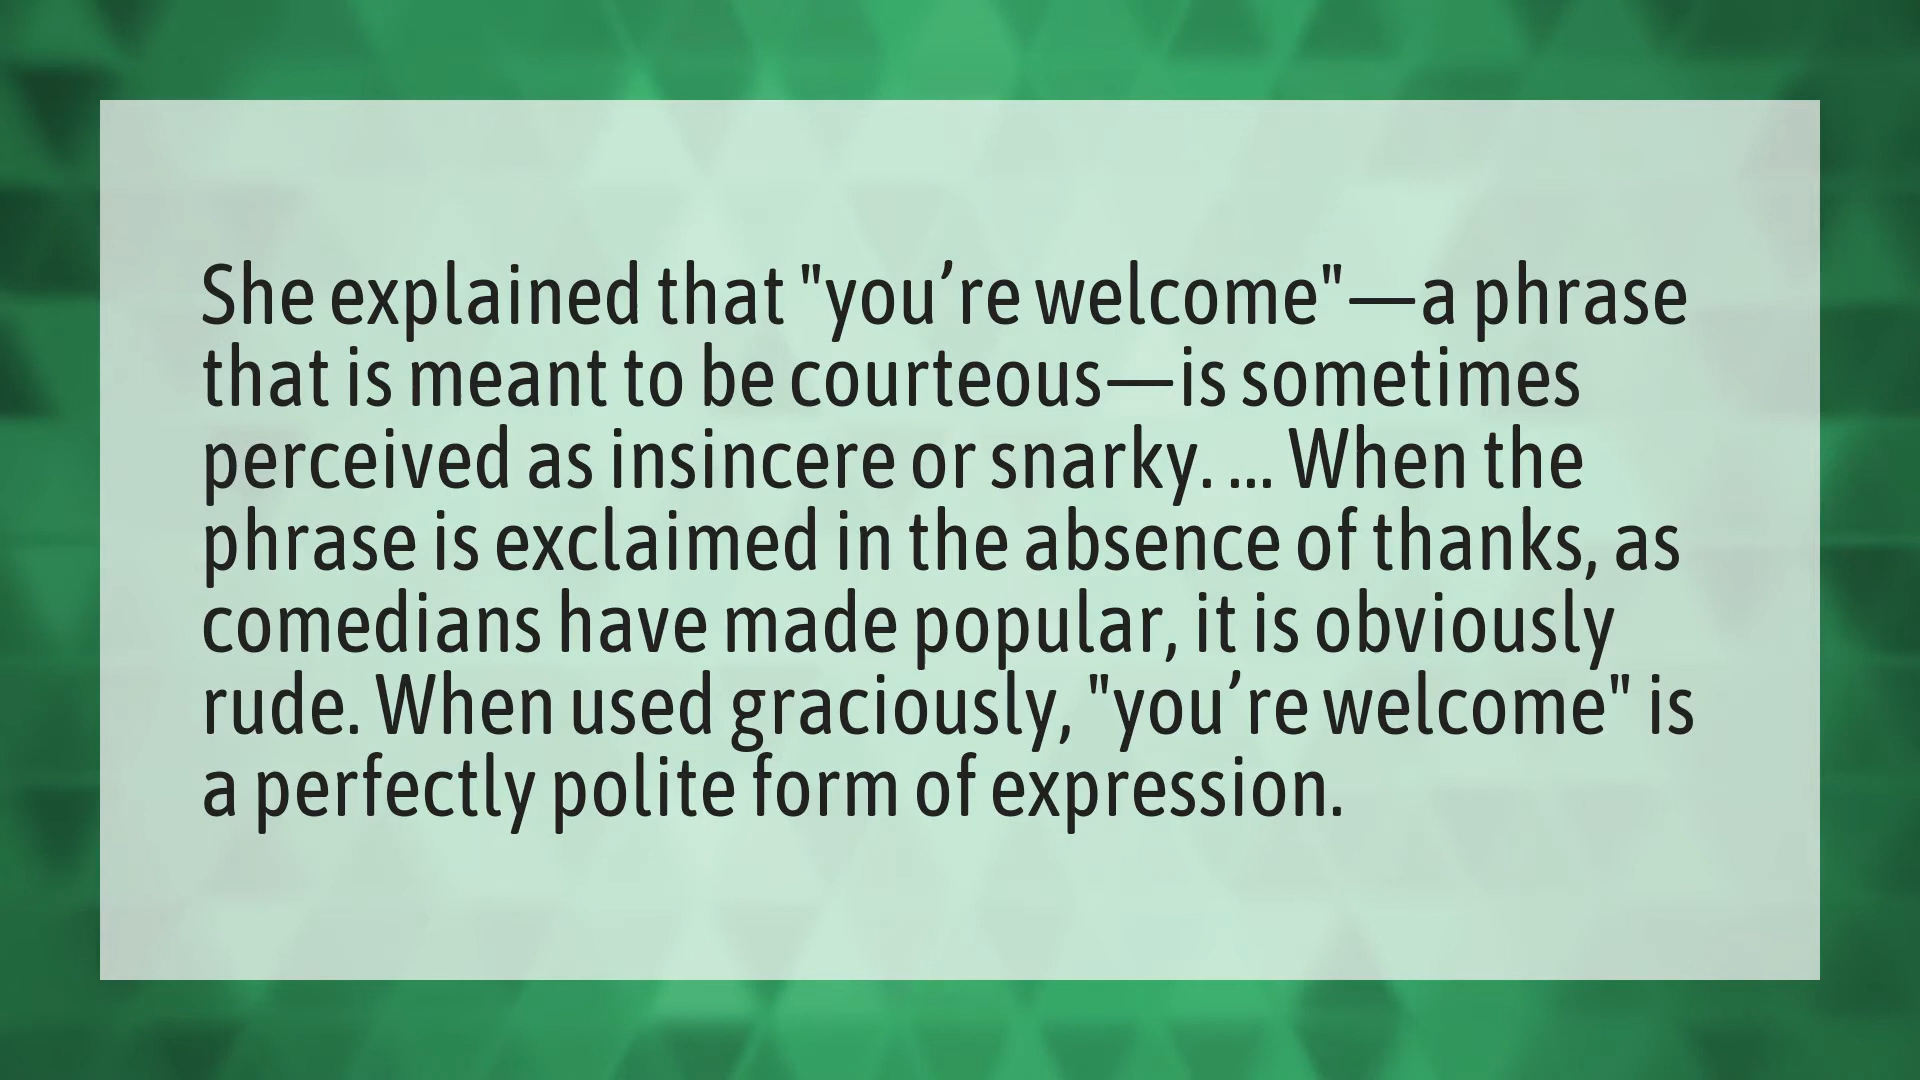 She explained that "you’re welcome"—a phrase
that is meant to be courteous—is sometimes
perceived as insincere or snarky. ... When the
phrase is exclaimed in the absence of thanks, as
comedians have made popular, it is obviously
rude. When used graciously, "you’re welcome" is
a perfectly polite form of expression.